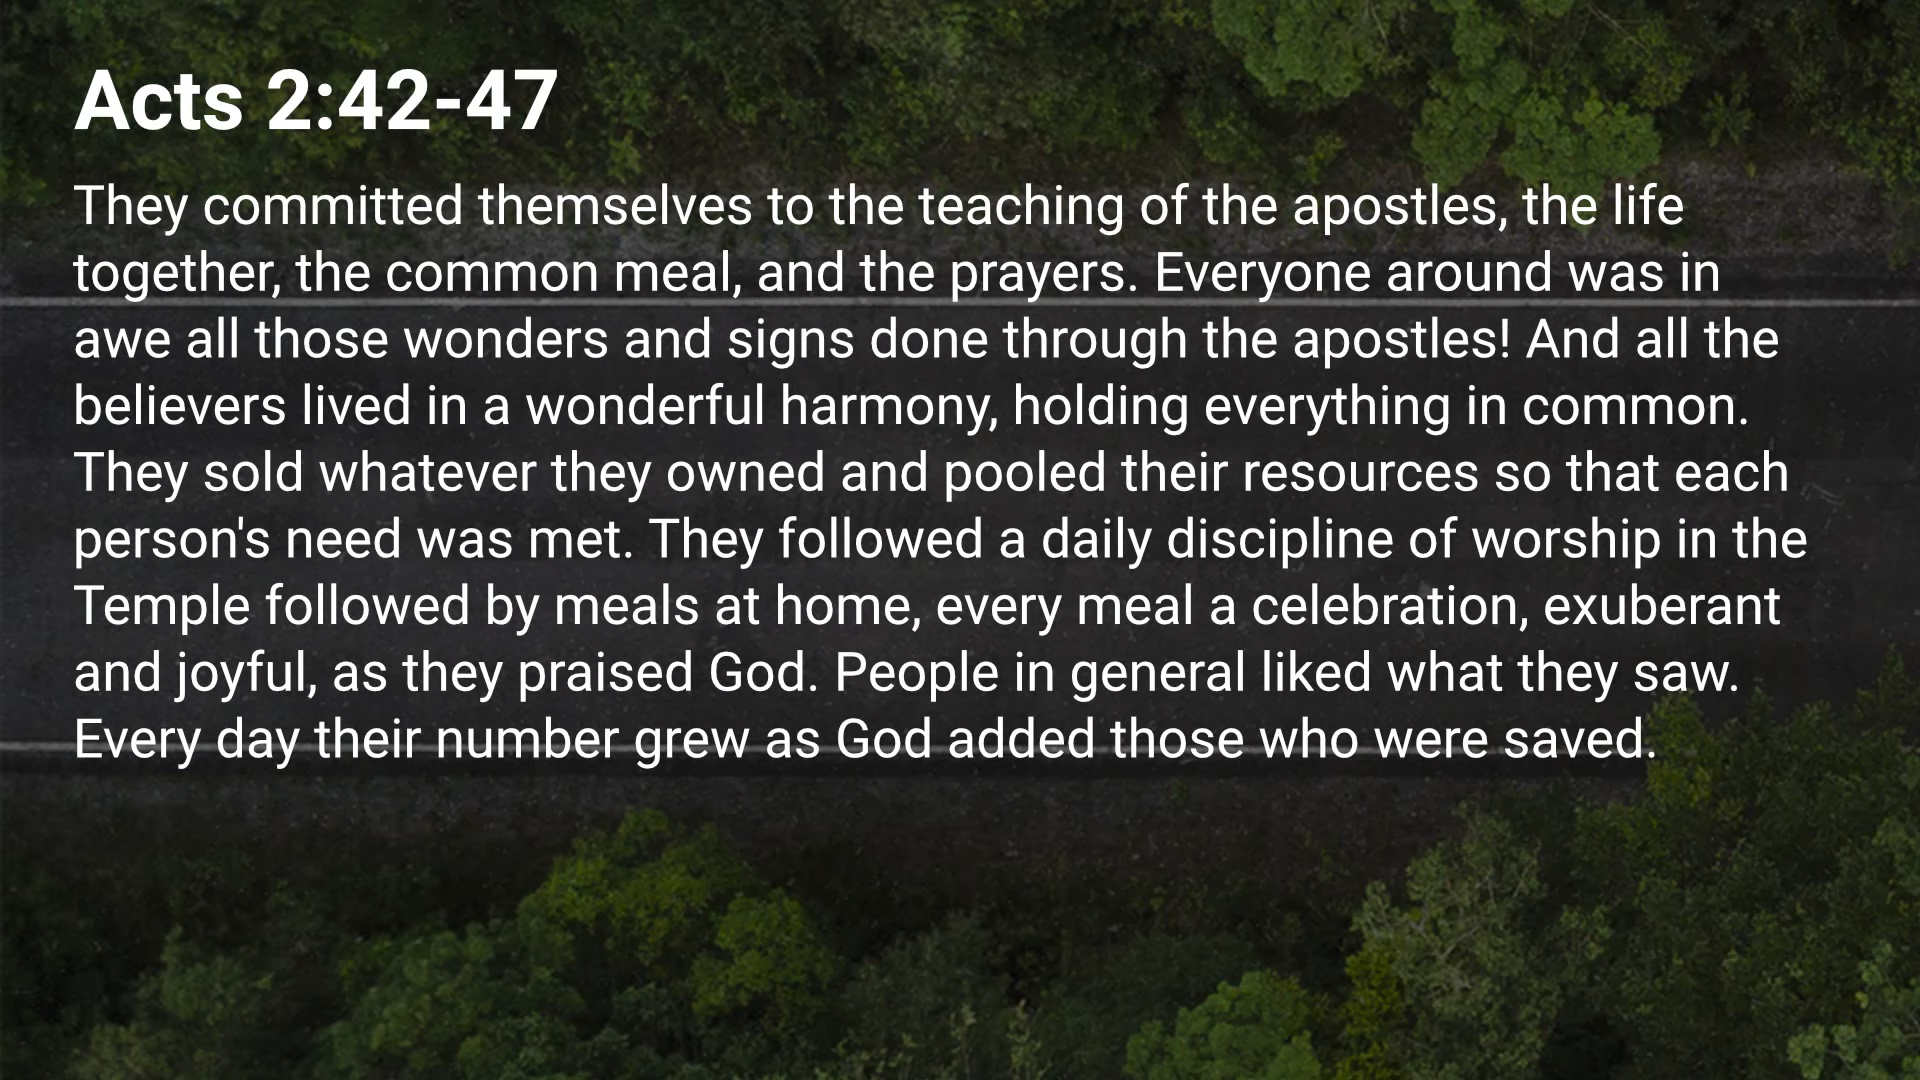 Acts 2:42-47
They committed themselves to the teaching of the apostles, the life
together, the common meal, and the prayers. Everyone around was in
awe all those wonders and signs done through the apostles! And all the
believers lived in a wonderful harmony, holding everything in common.
They sold whatever they owned and pooled their resources so that each
person's need was met. They followed a daily discipline of worship in the
Temple followed by meals at home, every meal a celebration, exuberant
and joyful, as they praised God. People in general liked what they saw.
Every day their number grew as God added those who were saved.